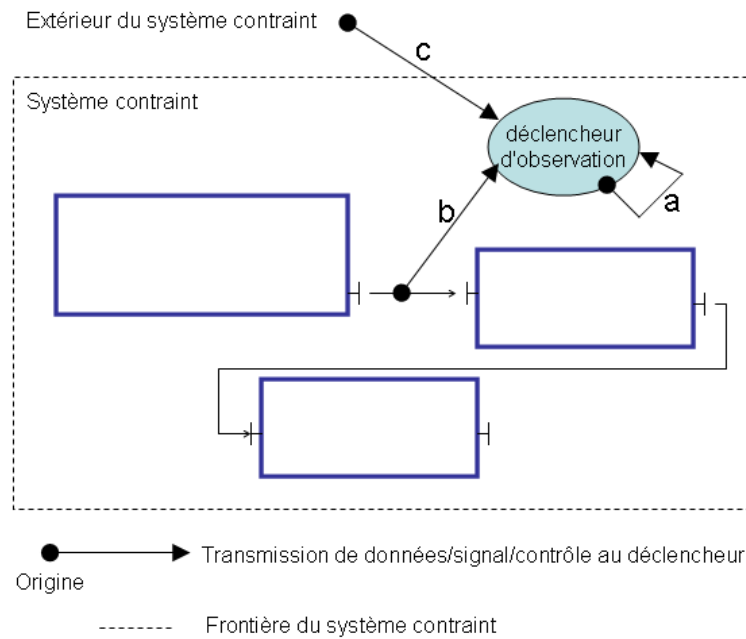 Extérieur du système contraint
c
Système contraint
déclencheur
d'observation
b
a
Transmission de données/signal/contrôle au déclencheur
Origine
Frontière du système contraint